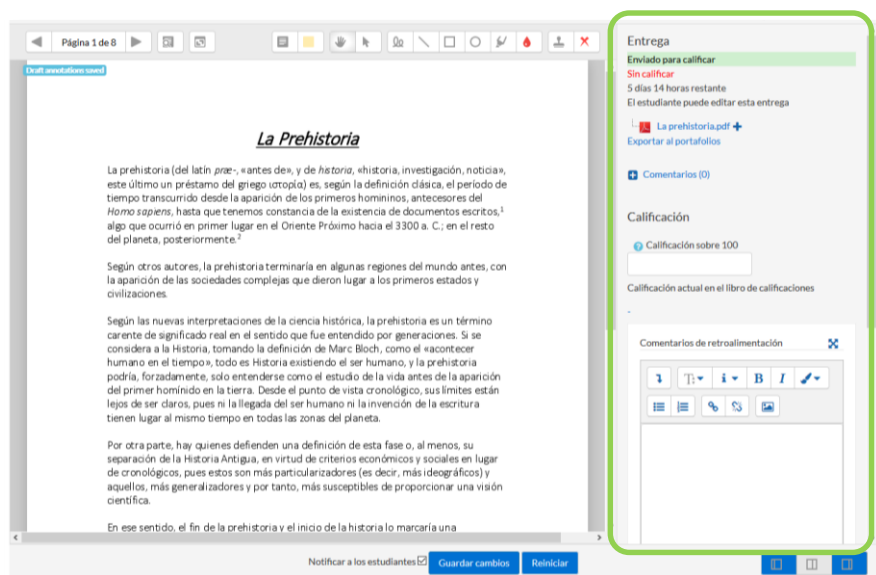 Página 1 de 8
Draft annotations saved
La Prehistoria
La prehistoria (del latín præ-, «antes de», y de historia, «historia, investigación, noticia»,
este último un préstamo del griego ιστορία) es, según la definición clásica, el período de
tiempo transcurrido desde la aparición de los primeros homininos, antecesores del
Homo sapiens, hasta que tenemos constancia de la existencia de documentos escritos,1
algo que ocurrió en primer lugar en el Oriente Próximo hacia el 3300 a. C.; en el resto
del planeta, posteriormente.2
Según otros autores, la prehistoria terminaría en algunas regiones del mundo antes, con
la aparición de las sociedades complejas que dieron lugar a los primeros estados y
civilizaciones.
Según las nuevas interpretaciones de la ciencia histórica, la prehistoria es un término
carente de significado real en el sentido que fue entendido por generaciones. Si se
considera a la Historia, tomando la definición de Marc Bloch, como el «acontecer
humano en el tiempo», todo es Historia existiendo el ser humano, y la prehistoria
podría, forzadamente, solo entenderse como el estudio de la vida antes de la aparición
del primer homínido en la tierra. Desde el punto de vista cronológico, sus límites están
lejos de ser claros, pues ni la llegada del ser humano ni la invención de la escritura
tienen lugar al mismo tiempo en todas las zonas del planeta.
Por otra parte, hay quienes defienden una definición de esta fase o, al menos, su
separación de la Historia Antigua, en virtud de criterios económicos y sociales en lugar
de cronológicos, pues estos son más particularizadores (es decir, más ideográficos) y
aquellos, más generalizadores y por tanto, más susceptibles de proporcionar una visión
científica.
En ese sentido, el fin de la prehistoria y el inicio de la historia lo marcaría una
Entrega
Enviado para calificar
Sin calificar
5 días 14 horas restante
El estudiante puede editar esta entrega
La prehistoria.pdf
Exportar al portafolios
Comentarios (0)
Calificación
Calificación sobre 100
Calificación actual en el libro de calificaciones
-
Comentarios de retroalimentación
B I
Notificar a los estudiantes
Guardar cambios
Reiniciar